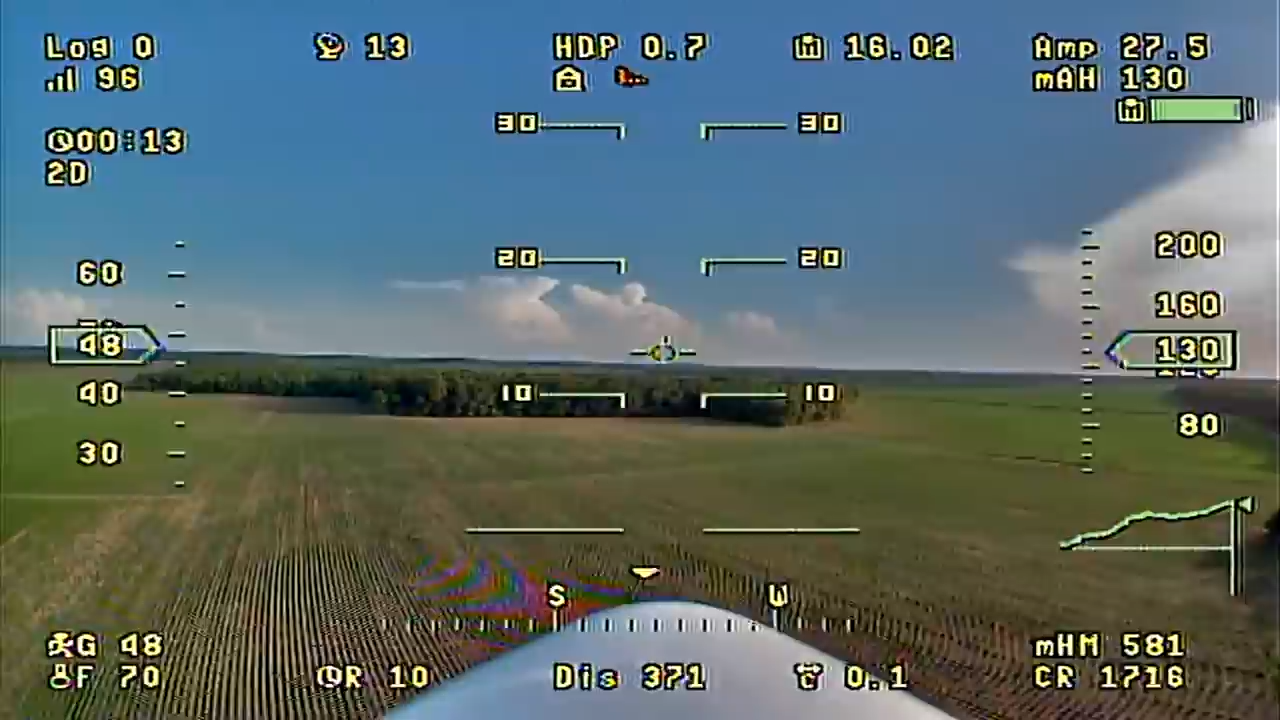 Log 0 13 HDP 0.7 16.02 Amp 27.5
96 mAH 130
00:13
2D
30 30
20 20
10 10
60
48
40
30
200
160
130
80
S W
G 48 mHM 581
F 70 R 10 Dis 371 0.1 CR 1716